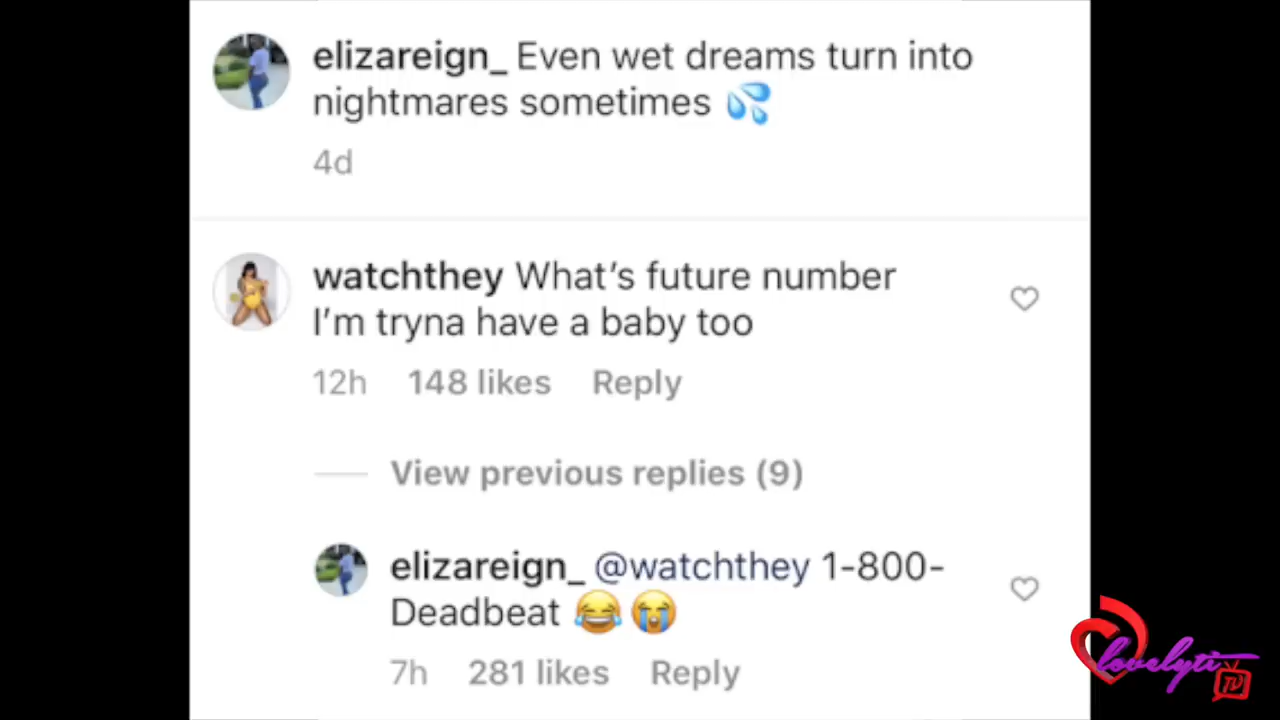 elizareign_ Even wet dreams turn into
nightmares sometimes 💦
4d
watchthey What's future number
I'm tryna have a baby too
12h 148 likes Reply
View previous replies (9)
elizareign_ @watchthey 1-800-
Deadbeat 😂😭
7h 281 likes Reply
lovelyti
TV